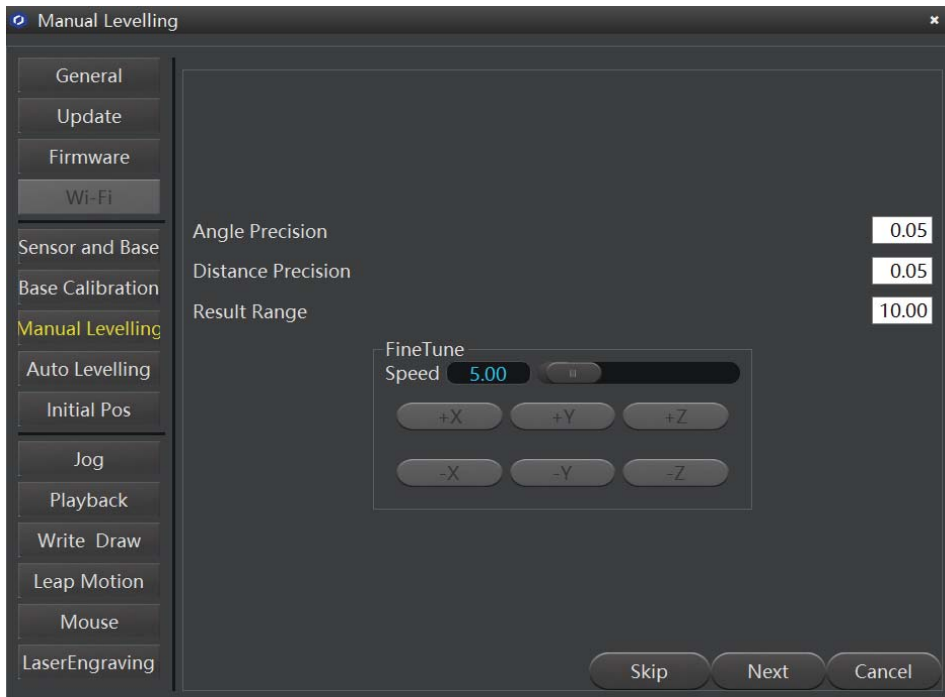 Manual Levelling
General
Update
Firmware
Wi-Fi
Sensor and Base
Base Calibration
Manual Levelling
Auto Levelling
Initial Pos
Jog
Playback
Write Draw
Leap Motion
Mouse
LaserEngraving
Angle Precision 0.05
Distance Precision 0.05
Result Range 10.00
FineTune
Speed 5.00
+X +Y +Z
-X -Y -Z
Skip Next Cancel